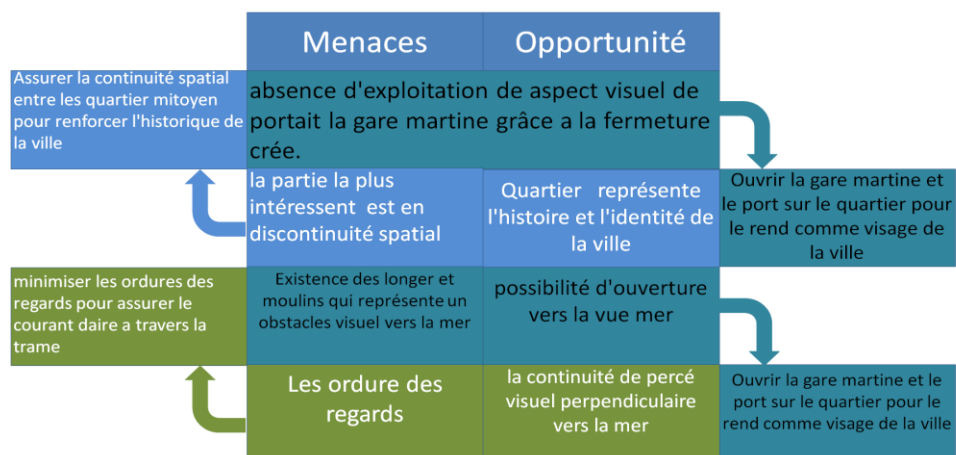 Menaces
Opportunité
Assurer la continuité spatial
entre les quartier mitoyen
pour renforcer l'historique de
la ville
absence d'exploitation de aspect visuel de
portait la gare martine grâce a la fermeture
crée.
la partie la plus
intéressent est en
discontinuité spatial
Quartier représente
l'histoire et l'identité de
la ville
Ouvrir la gare martine et
le port sur le quartier pour
le rend comme visage de
la ville
minimiser les ordures des
regards pour assurer le
courant daire a travers la
trame
Existence des longer et
moulins qui représente un
obstacles visuel vers la mer
possibilité d'ouverture
vers la vue mer
Les ordure des
regards
la continuité de percé
visuel perpendiculaire
vers la mer
Ouvrir la gare martine et le
port sur le quartier pour le
rend comme visage de la ville